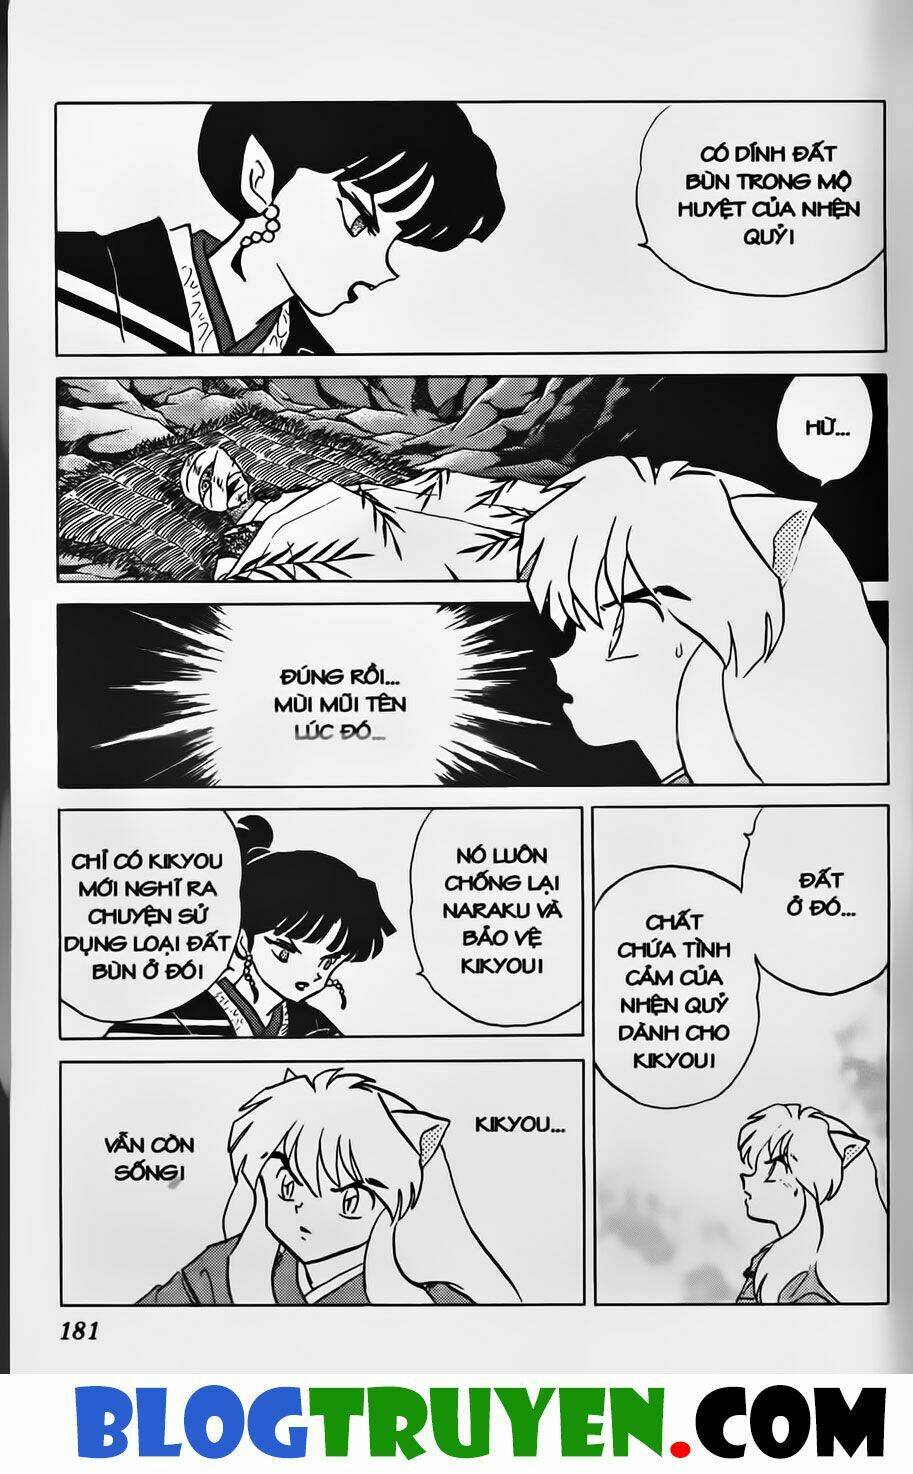 CÓ DÍNH ĐẤT
BÙN TRONG MỘ
HUYỆT CỦA NHỆN
QUỶ!
HỪ...
ĐÚNG RỒI...
MÙI MŨI TÊN
LÚC ĐÓ...
ĐẤT
Ở ĐÓ...
CHẤT
CHỨA TÌNH
CẢM CỦA
NHỆN QUỶ
DÀNH CHO
KIKYOU!
NÓ LUÔN
CHỐNG LẠI
NARAKU VÀ
BẢO VỆ
KIKYOU!
CHỈ CÓ KIKYOU
MỚI NGHĨ RA
CHUYỆN SỬ
DỤNG LOẠI ĐẤT
BÙN Ở ĐÓ!
KIKYOU...
VẪN CÒN
SỐNG!
181
BLOGTRUYEN.COM